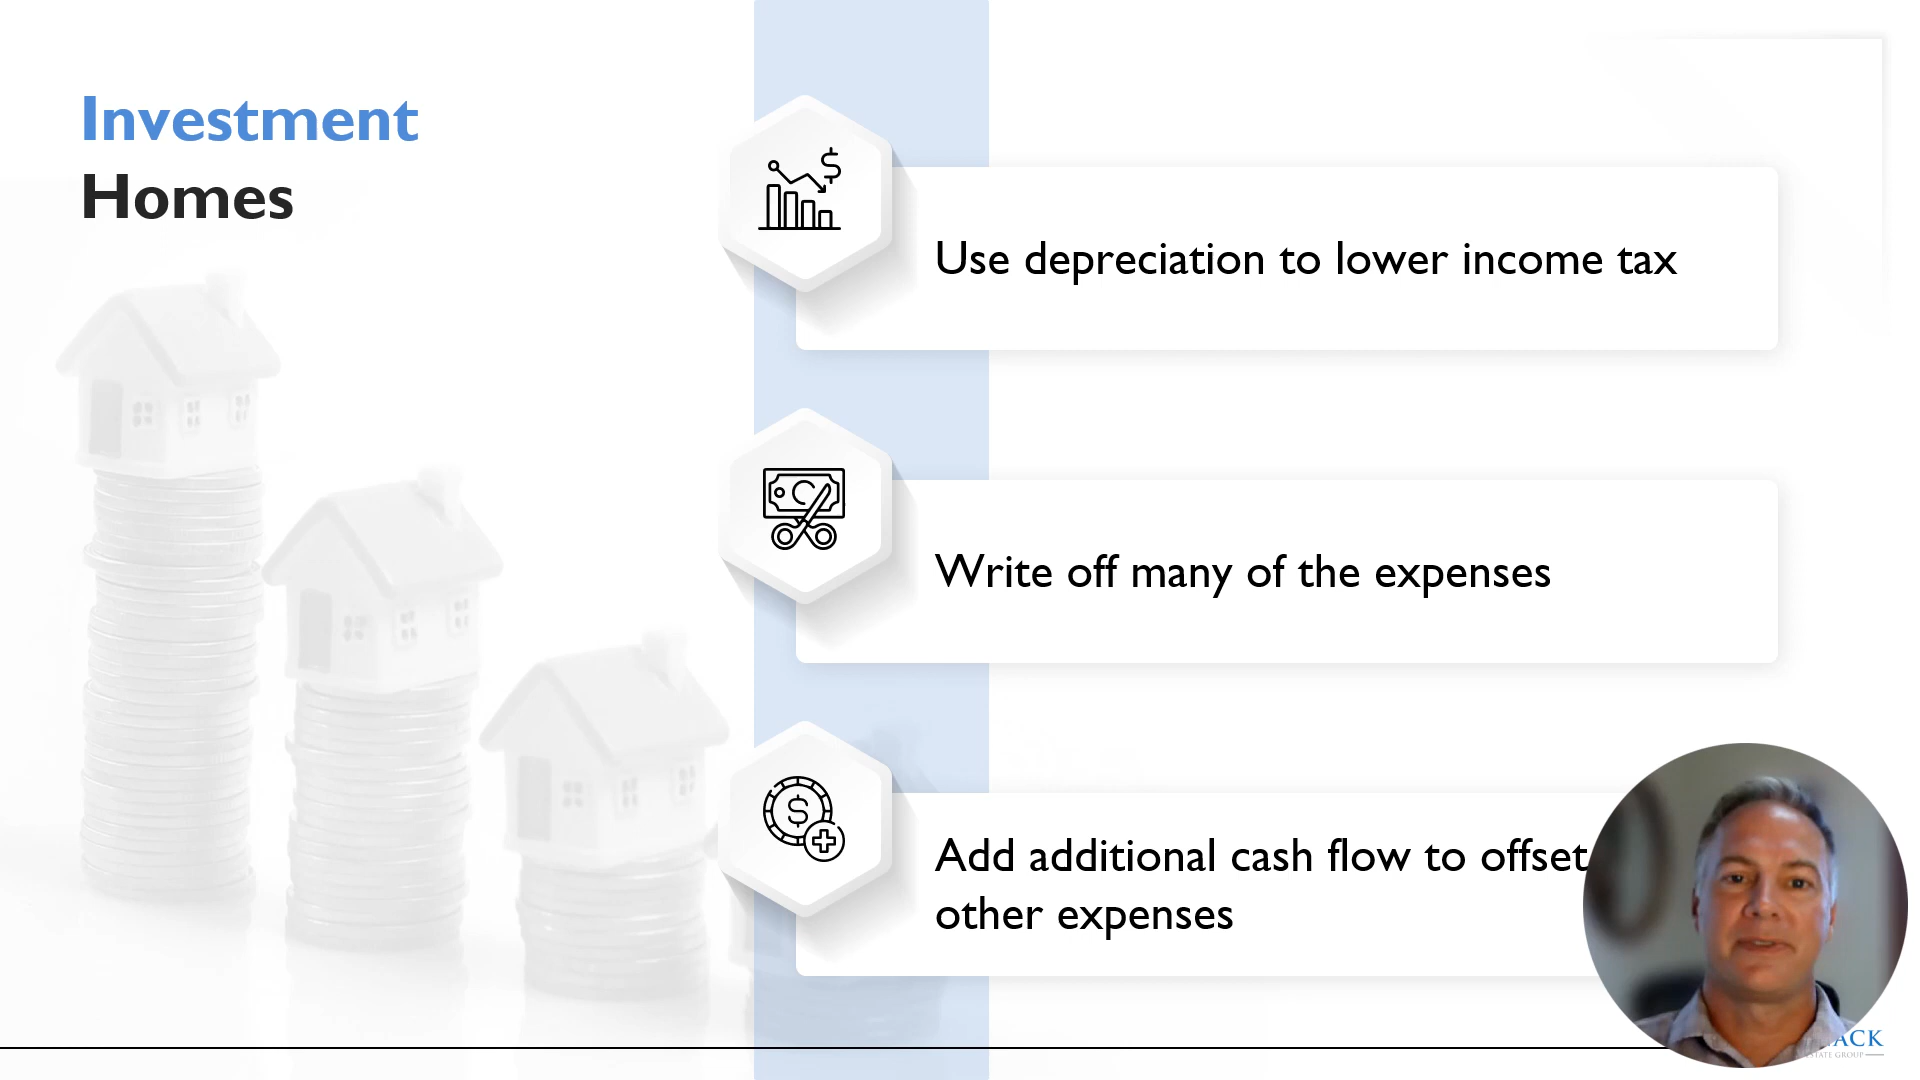 Investment
Homes
Use depreciation to lower income tax
Write off many of the expenses
Add additional cash flow to offset
other expenses